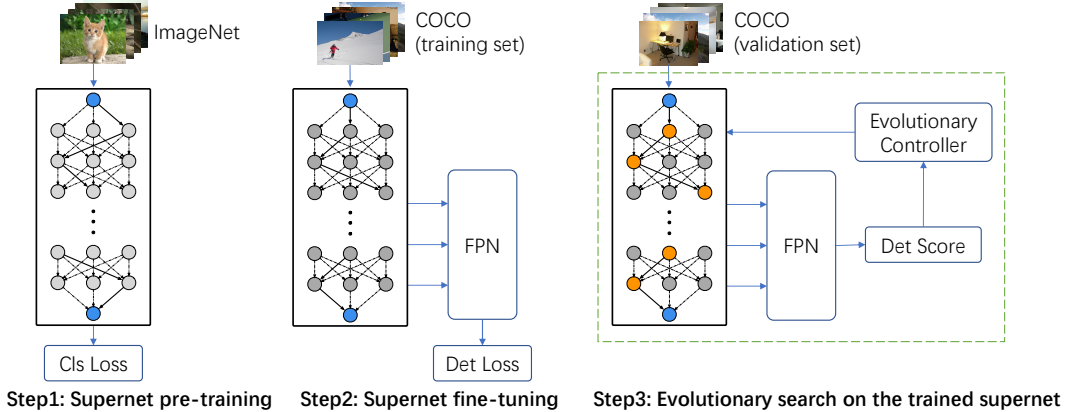 ImageNet
COCO
(training set)
COCO
(validation set)
Evolutionary
Controller
FPN
FPN
Det Score
Cls Loss
Det Loss
Step1: Supernet pre-training
Step2: Supernet fine-tuning
Step3: Evolutionary search on the trained supernet